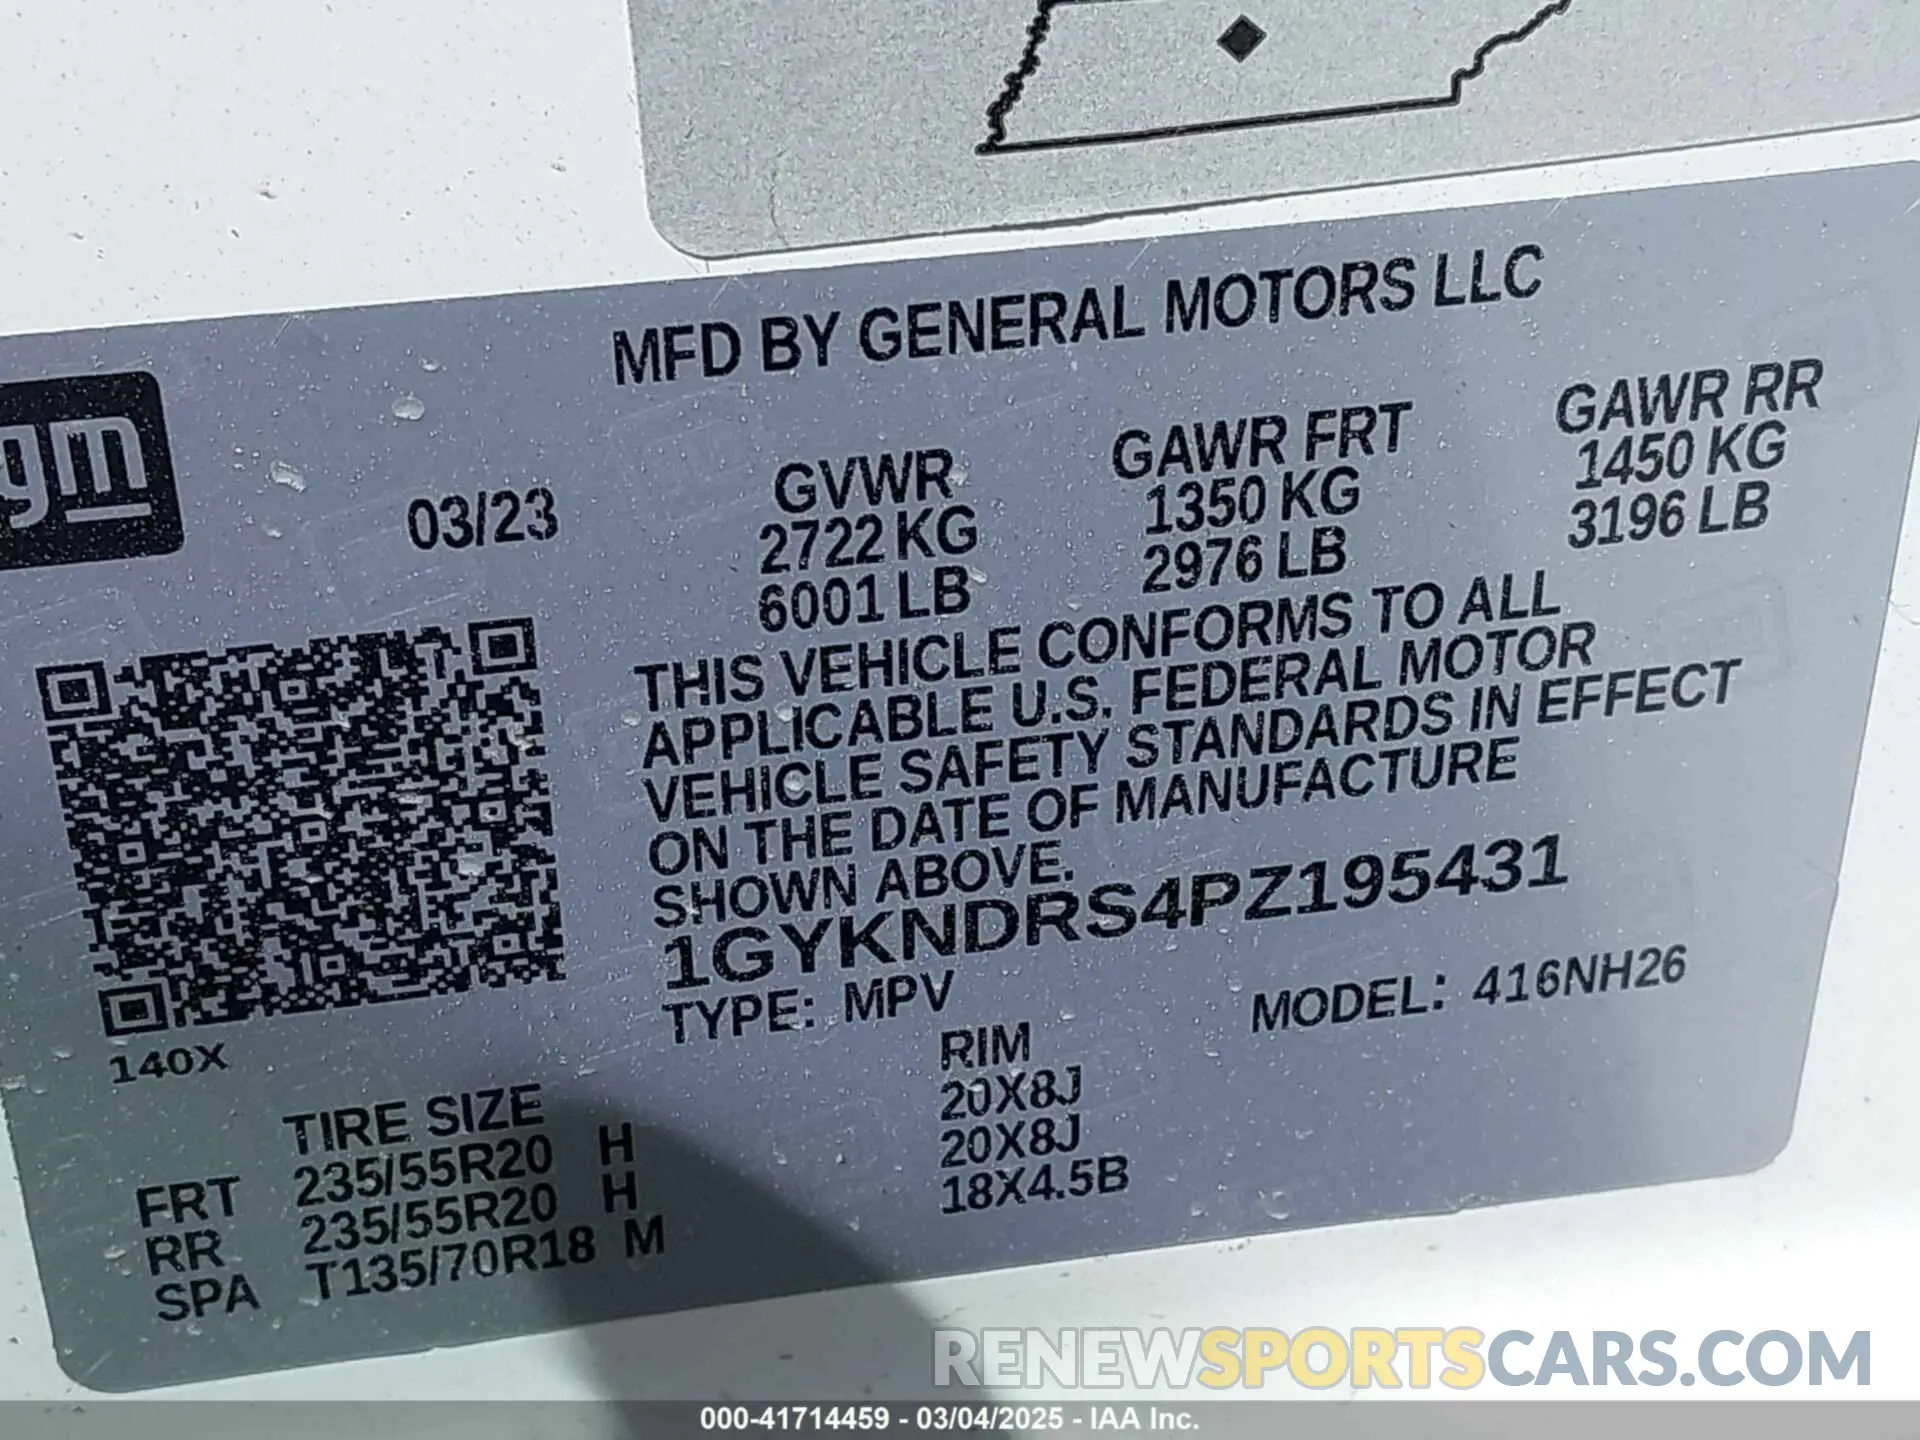 MFD BY GENERAL MOTORS LLC
gm
03/23
GVWR GAWR FRT GAWR RR
2722 KG 1350 KG 1450 KG
6001 LB 2976 LB 3196 LB
THIS VEHICLE CONFORMS TO ALL
APPLICABLE U.S. FEDERAL MOTOR
VEHICLE SAFETY STANDARDS IN EFFECT
ON THE DATE OF MANUFACTURE
SHOWN ABOVE.
1GYKNDRS4PZ195431
TYPE: MPV MODEL: 416NH26
140X
TIRE SIZE RIM
FRT 235/55R20 H 20X8J
RR 235/55R20 H 20X8J
SPA T135/70R18 M 18X4.5B
RENEWSPORTSCARS.COM
000-41714459 - 03/04/2025 - IAA Inc.